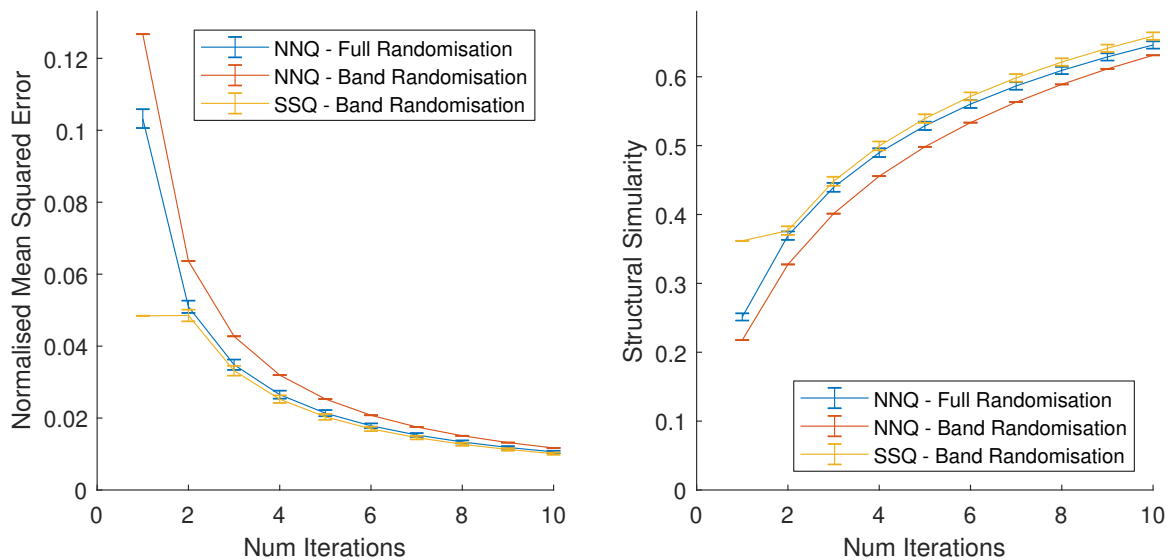 Normalised Mean Squared Error
0.12
0.1
0.08
0.06
0.04
0.02
0
NNQ - Full Randomisation
NNQ - Band Randomisation
SSQ - Band Randomisation
0 2 4 6 8 10
Num Iterations
Structural Simularity
0.6
0.5
0.4
0.3
0.2
0.1
0
NNQ - Full Randomisation
NNQ - Band Randomisation
SSQ - Band Randomisation
0 2 4 6 8 10
Num Iterations